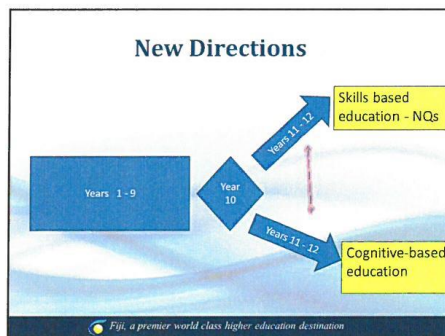 New Directions
Years 11 - 12
Skills based
education - NQs
Years 1 - 9
Year
10
Years 11 - 12
Cognitive-based
education
Fiji, a premier world class higher education destination